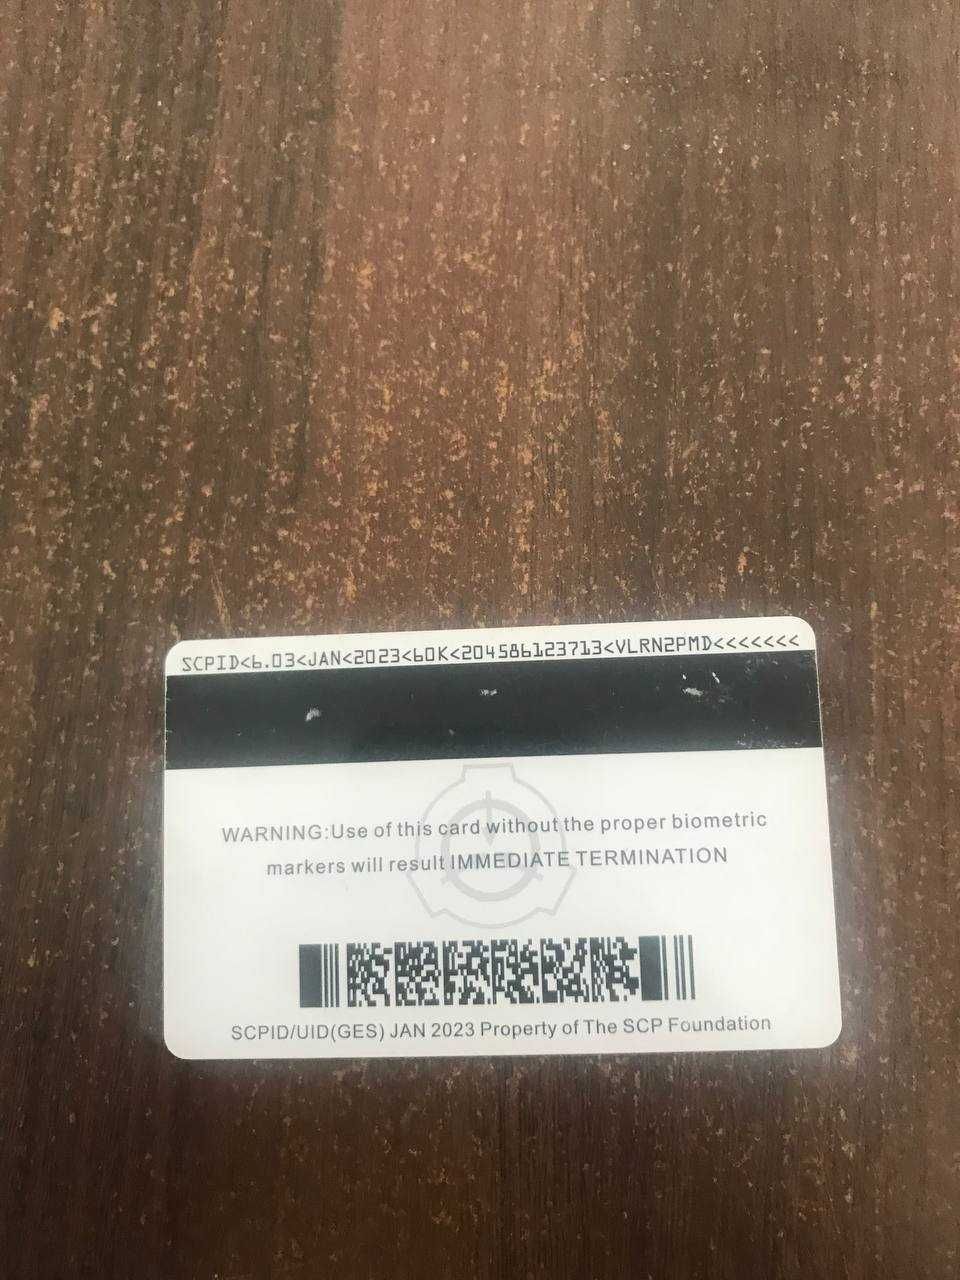 SCPID<6.03<JAN<2023<60K<204586123713<VLRN2PMD<<<<<<<
WARNING:Use of this card without the proper biometric
markers will result IMMEDIATE TERMINATION
SCPID/UID(GES) JAN 2023 Property of The SCP Foundation